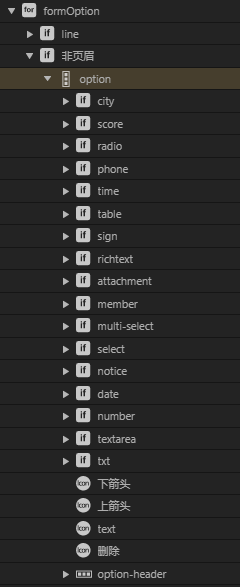 for formOption
if line
if 非页眉
option
if city
if score
if radio
if phone
if time
if table
if sign
if richtext
if attachment
if member
if multi-select
if select
if notice
if date
if number
if textarea
if txt
icon 下箭头
icon 上箭头
icon text
icon 删除
option-header